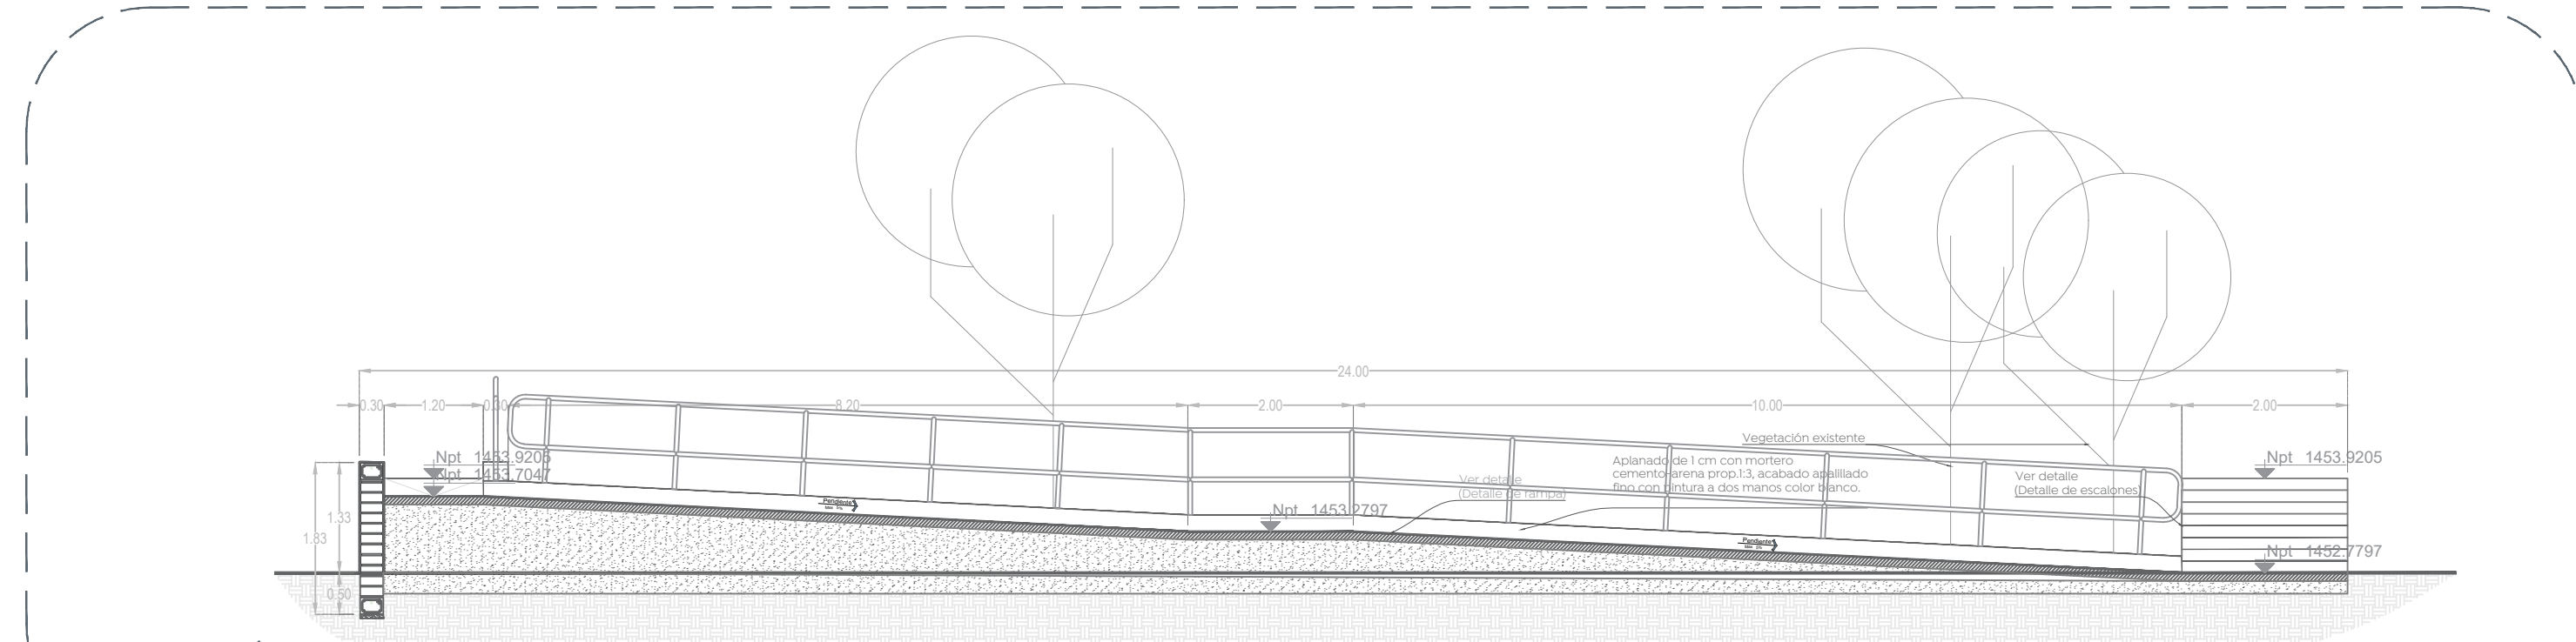 24.00
0.30
1.20
0.30
8.20
2.00
10.00
2.00
Vegetación existente
Npt 1453.9205
Npt 1453.7047
Aplanado de 1 cm con mortero
cemento-arena prop.1:3, acabado apalillado
fino con pintura a dos manos color blanco.
Npt 1453.9205
Ver detalle
(Detalle de rampa)
Ver detalle
(Detalle de escalones)
Pendiente
Npt 1453.2797
1.33
1.83
Pendiente
Npt 1452.7797
0.50